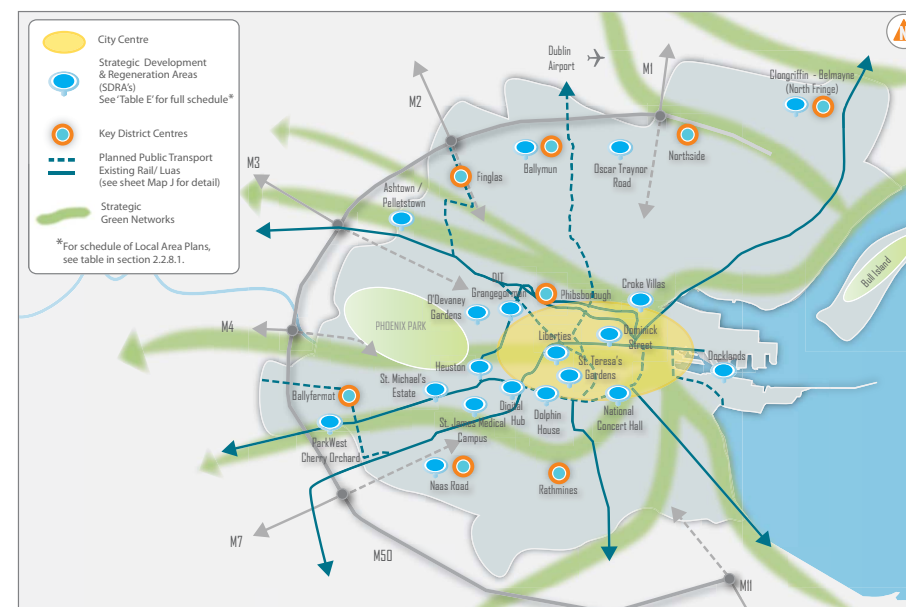 City Centre
Strategic Development
& Regeneration Areas
(SDRA's)
See 'Table E' for full schedule*
Key District Centres
Planned Public Transport
Existing Rail/ Luas
(see sheet Map J for detail)
Strategic
Green Networks
*For schedule of Local Area Plans,
see table in section 2.2.8.1.
Dublin
Airport
M1
M2
M3
M4
M7
M50
M11
N
Clongriffin - Belmayne
(North Fringe)
Northside
Oscar Traynor
Road
Ballymun
Finglas
Ashtown /
Pelletstown
Bull Island
DIT
Grangegorman
Phibsborough
Croke Villas
O'Devaney
Gardens
PHOENIX PARK
Liberties
Dominick
Street
Docklands
St. Teresa's
Gardens
Heuston
St. Michael's
Estate
Ballyfermot
Digital
Hub
Dolphin
House
National
Concert Hall
St. James Medical
Campus
ParkWest
Cherry Orchard
Naas Road
Rathmines